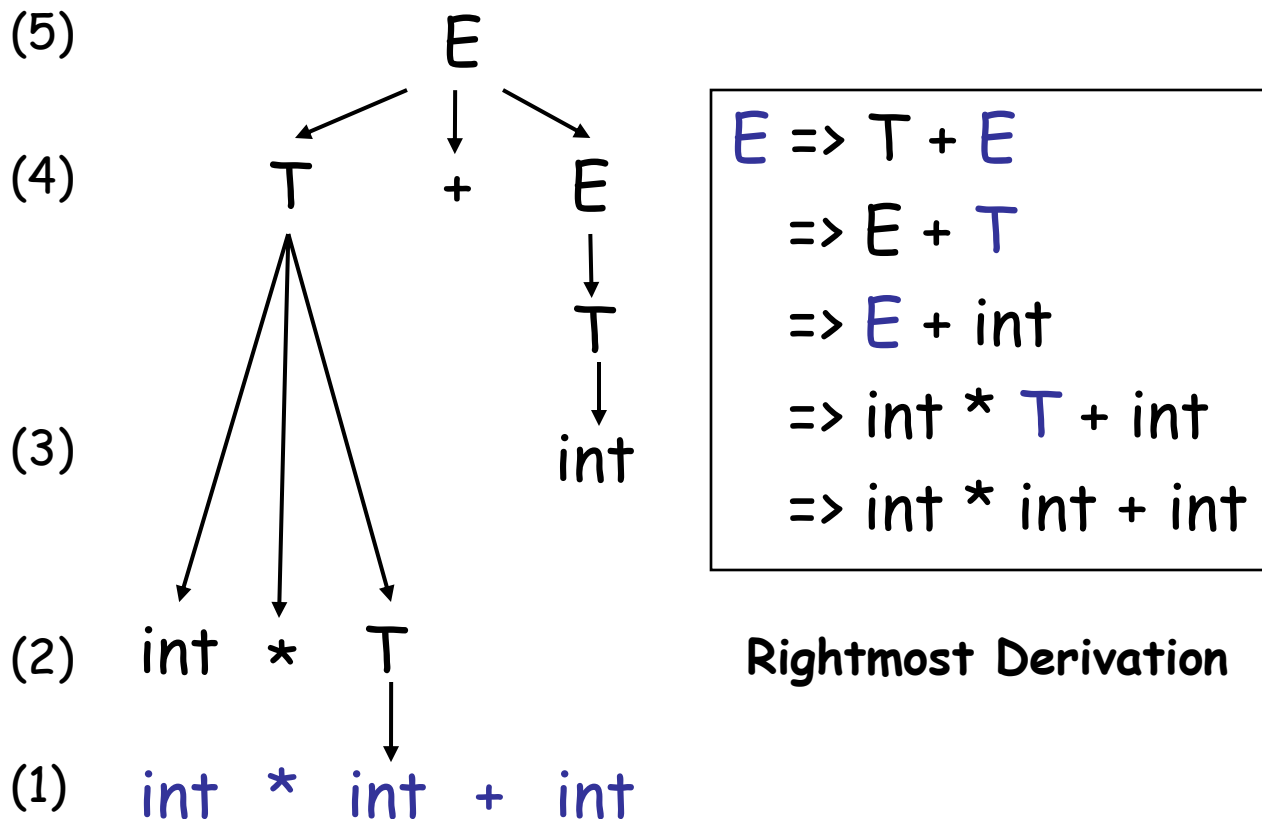 (5) E
(4) T + E
T
(3) int
(2) int * T
(1) int * int + int
E => T + E
=> E + T
=> E + int
=> int * T + int
=> int * int + int
Rightmost Derivation